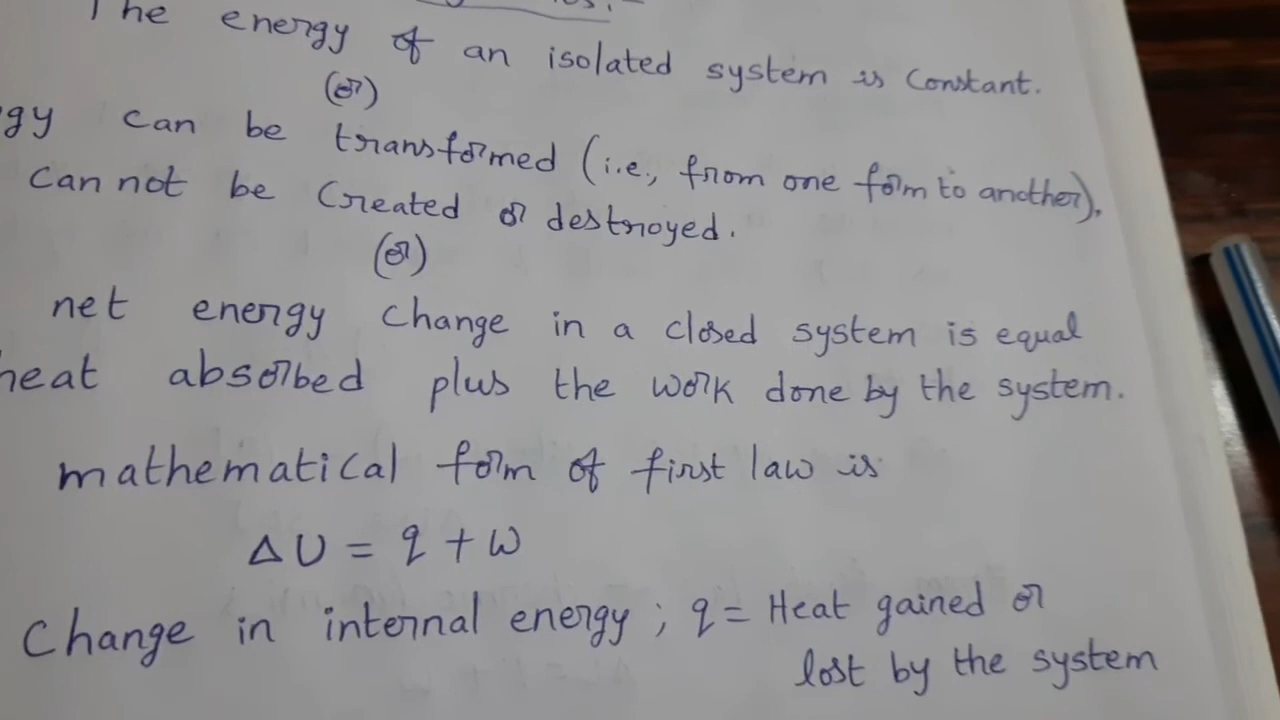 The energy of an isolated system is Constant.
(or)
gy can be transformed (i.e., from one form to another),
Can not be Created or destroyed.
(or)
net energy change in a closed system is equal
heat absorbed plus the work done by the system.
mathematical form of first law is
ΔU = q + w
Change in internal energy ; q = Heat gained or
lost by the system